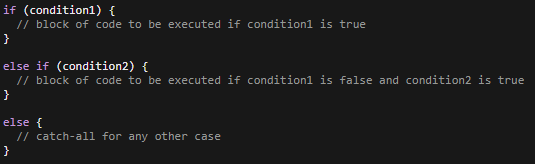 if (condition1) {
  // block of code to be executed if condition1 is true
}

else if (condition2) {
  // block of code to be executed if condition1 is false and condition2 is true
}

else {
  // catch-all for any other case
}